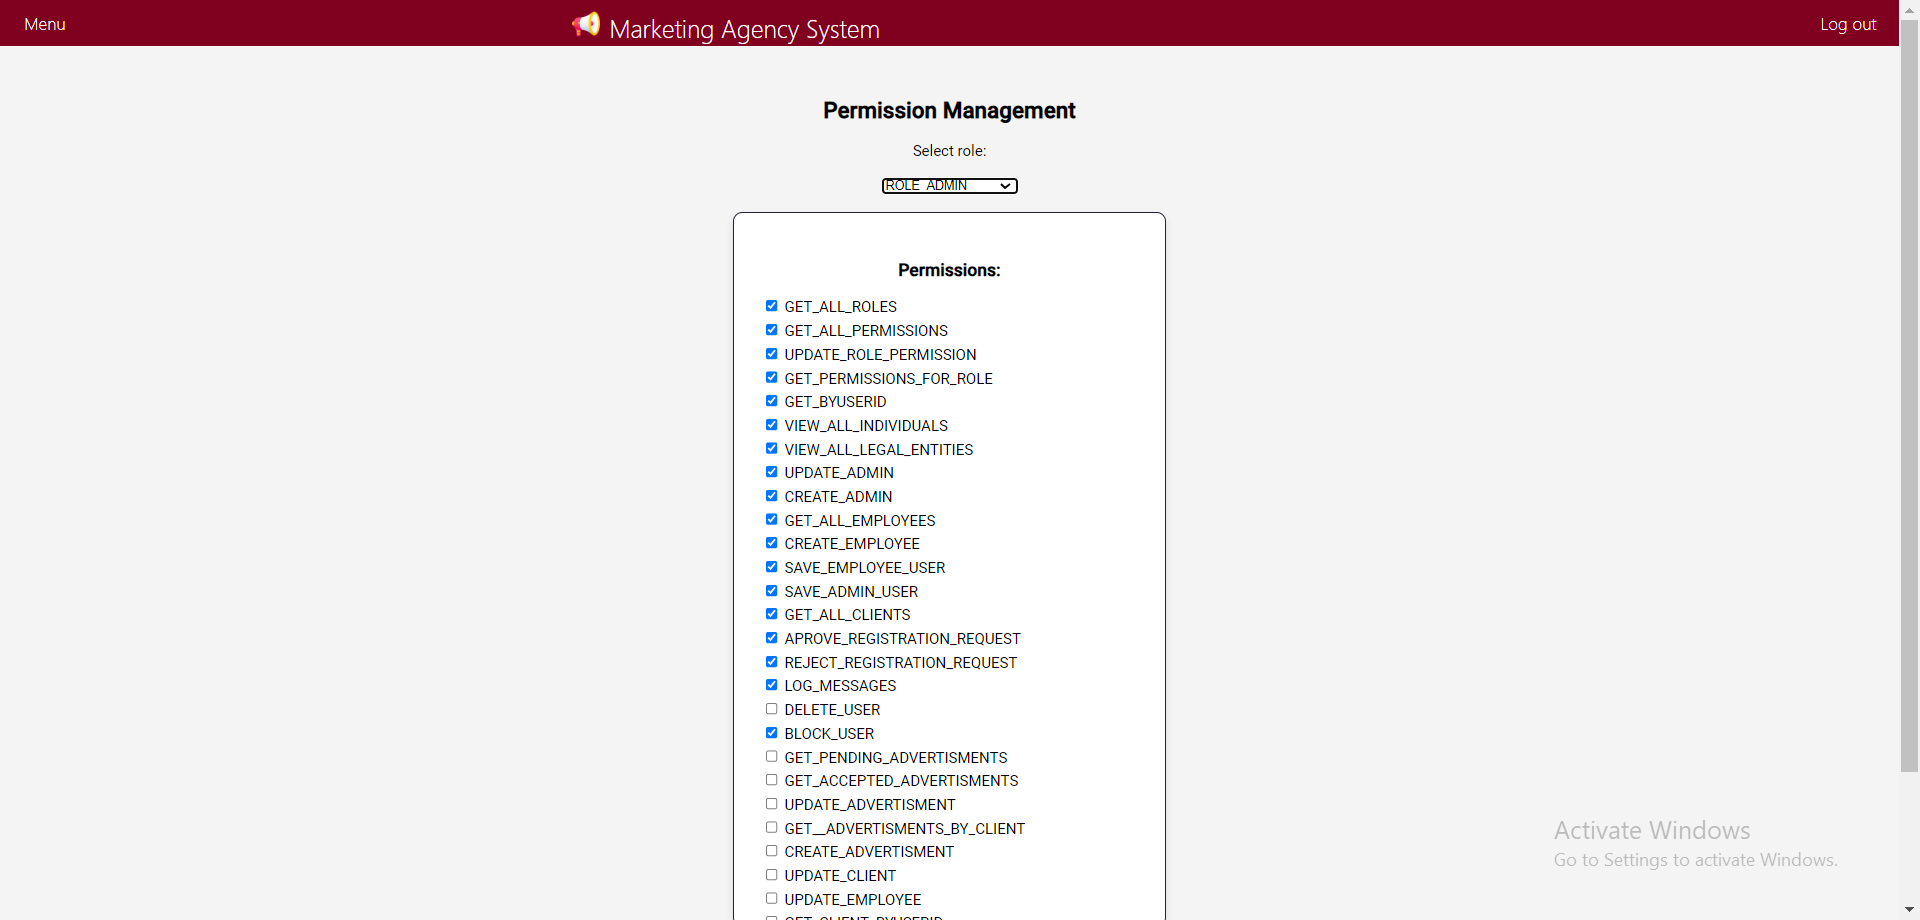 Menu
Marketing Agency System
Log out
Permission Management
Select role:
ROLE_ADMIN
Permissions:
GET_ALL_ROLES
GET_ALL_PERMISSIONS
UPDATE_ROLE_PERMISSION
GET_PERMISSIONS_FOR_ROLE
GET_BYUSERID
VIEW_ALL_INDIVIDUALS
VIEW_ALL_LEGAL_ENTITIES
UPDATE_ADMIN
CREATE_ADMIN
GET_ALL_EMPLOYEES
CREATE_EMPLOYEE
SAVE_EMPLOYEE_USER
SAVE_ADMIN_USER
GET_ALL_CLIENTS
APROVE_REGISTRATION_REQUEST
REJECT_REGISTRATION_REQUEST
LOG_MESSAGES
DELETE_USER
BLOCK_USER
GET_PENDING_ADVERTISMENTS
GET_ACCEPTED_ADVERTISMENTS
UPDATE_ADVERTISMENT
GET__ADVERTISMENTS_BY_CLIENT
CREATE_ADVERTISMENT
UPDATE_CLIENT
UPDATE_EMPLOYEE
GET_CLIENT_BYUSERID
Activate Windows
Go to Settings to activate Windows.